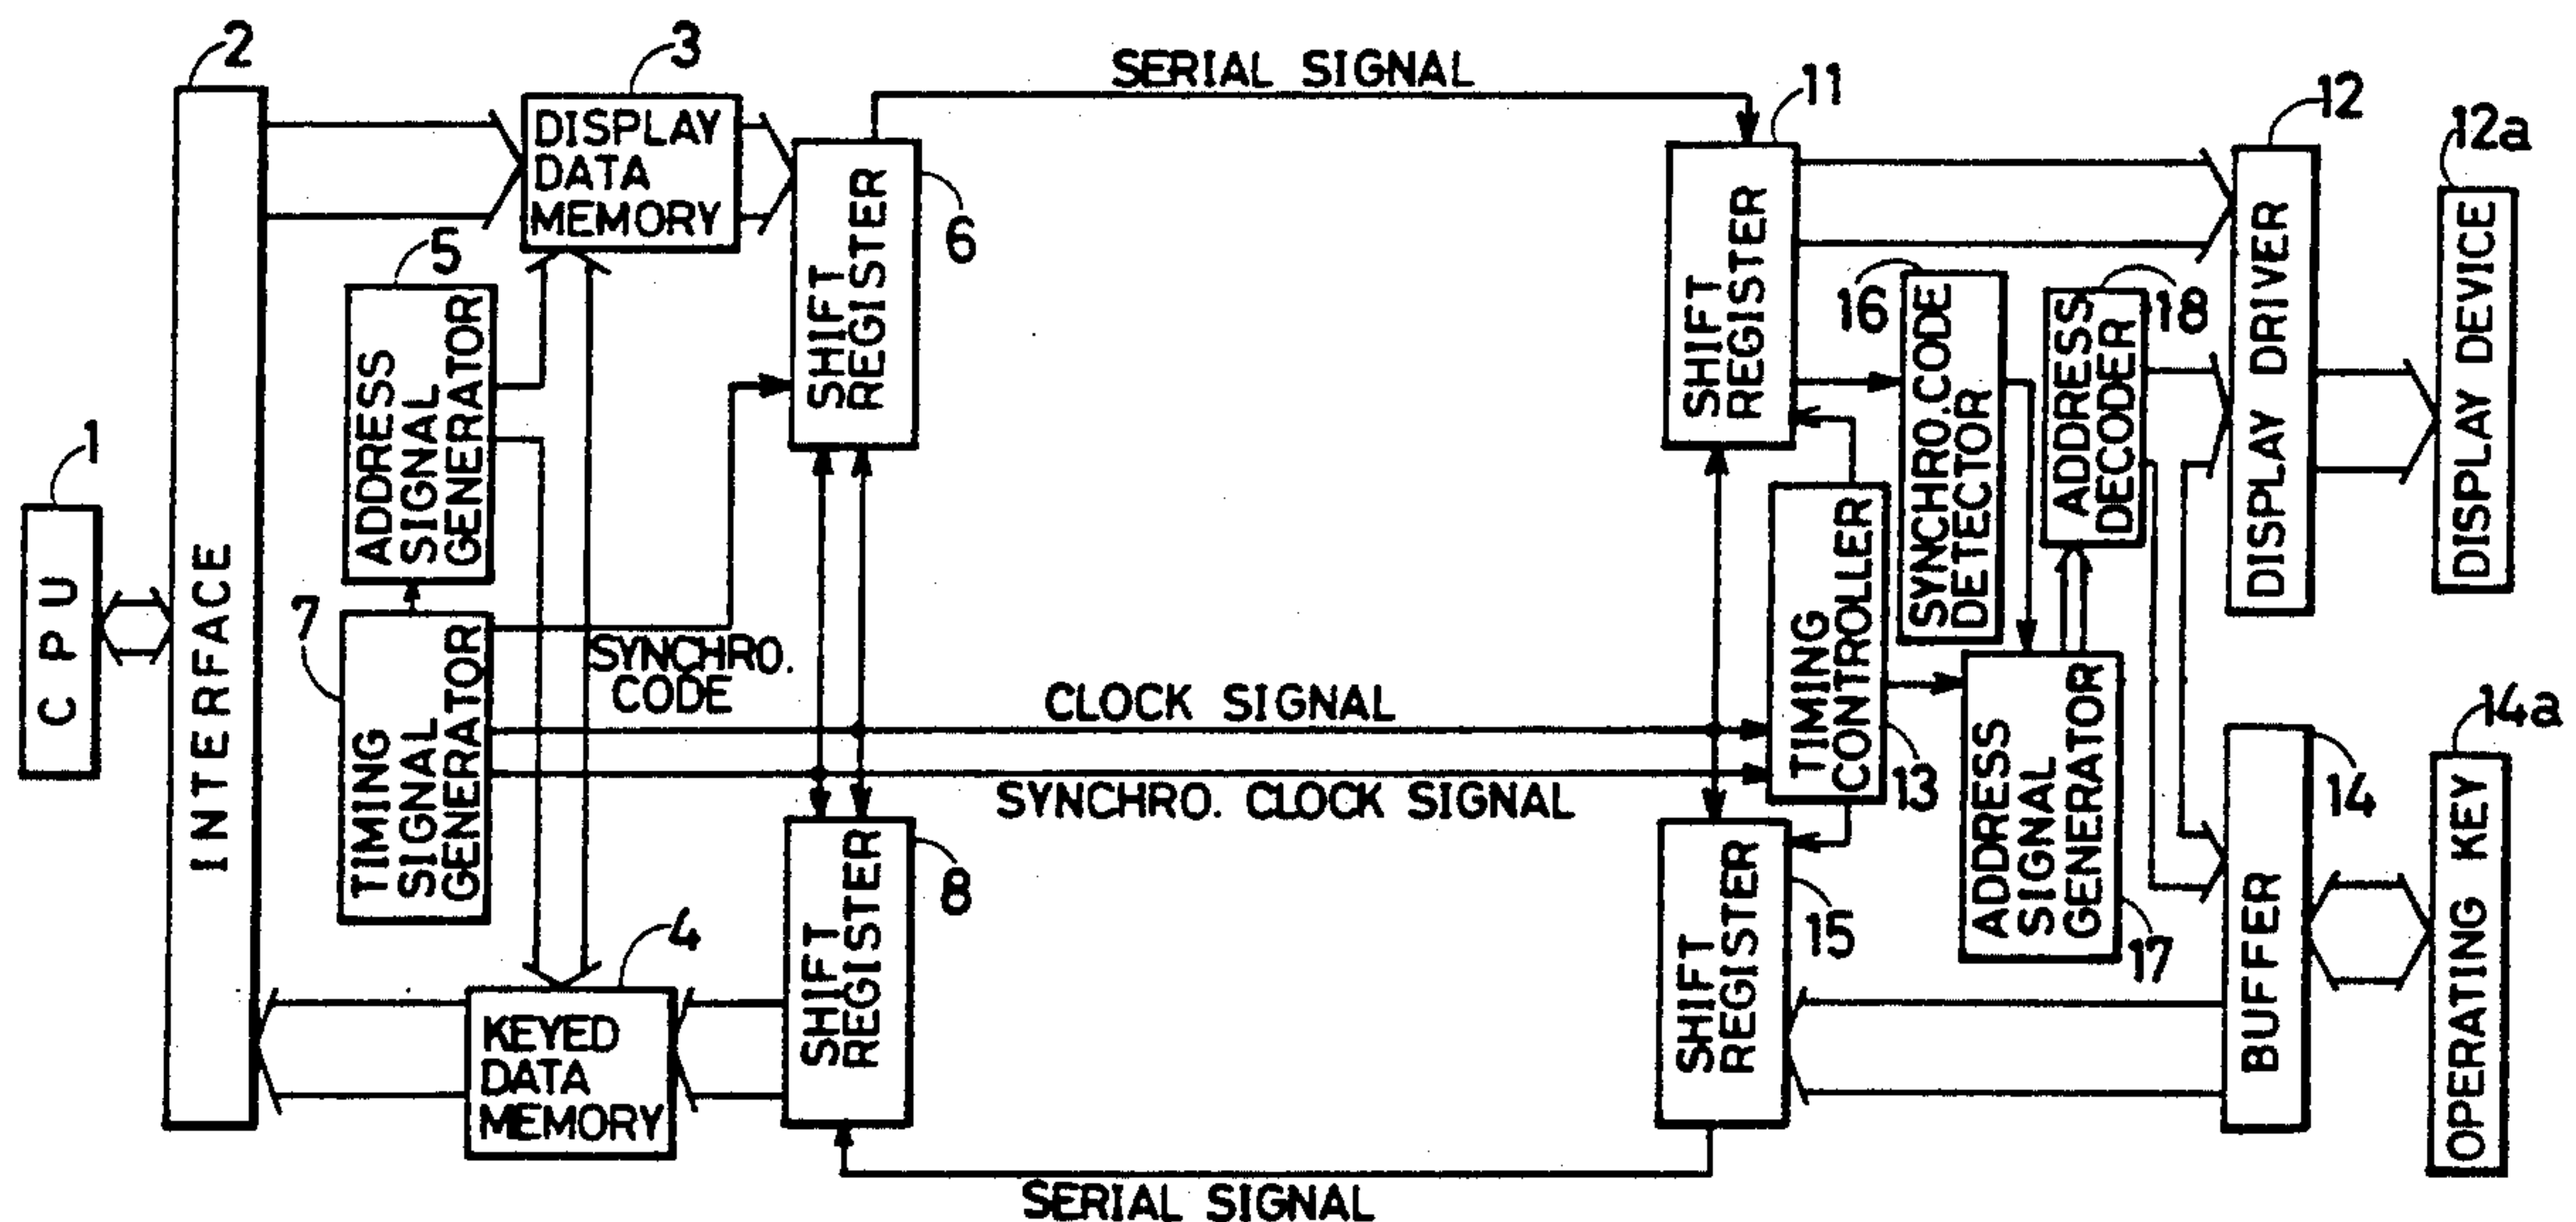 1
C P U
2
INTERFACE
3
DISPLAY
DATA
MEMORY
5
ADDRESS
SIGNAL
GENERATOR
7
TIMING
SIGNAL
GENERATOR
SYNCHRO.
CODE
4
KEYED
DATA
MEMORY
6
SHIFT
REGISTER
8
SHIFT
REGISTER
SERIAL SIGNAL
CLOCK SIGNAL
SYNCHRO. CLOCK SIGNAL
SERIAL SIGNAL
11
SHIFT
REGISTER
13
TIMING
CONTROLLER
15
SHIFT
REGISTER
16
SYNCHRO.CODE
DETECTOR
18
ADDRESS
DECODER
17
ADDRESS
SIGNAL
GENERATOR
12
DISPLAY DRIVER
12a
DISPLAY DEVICE
14
BUFFER
14a
OPERATING KEY